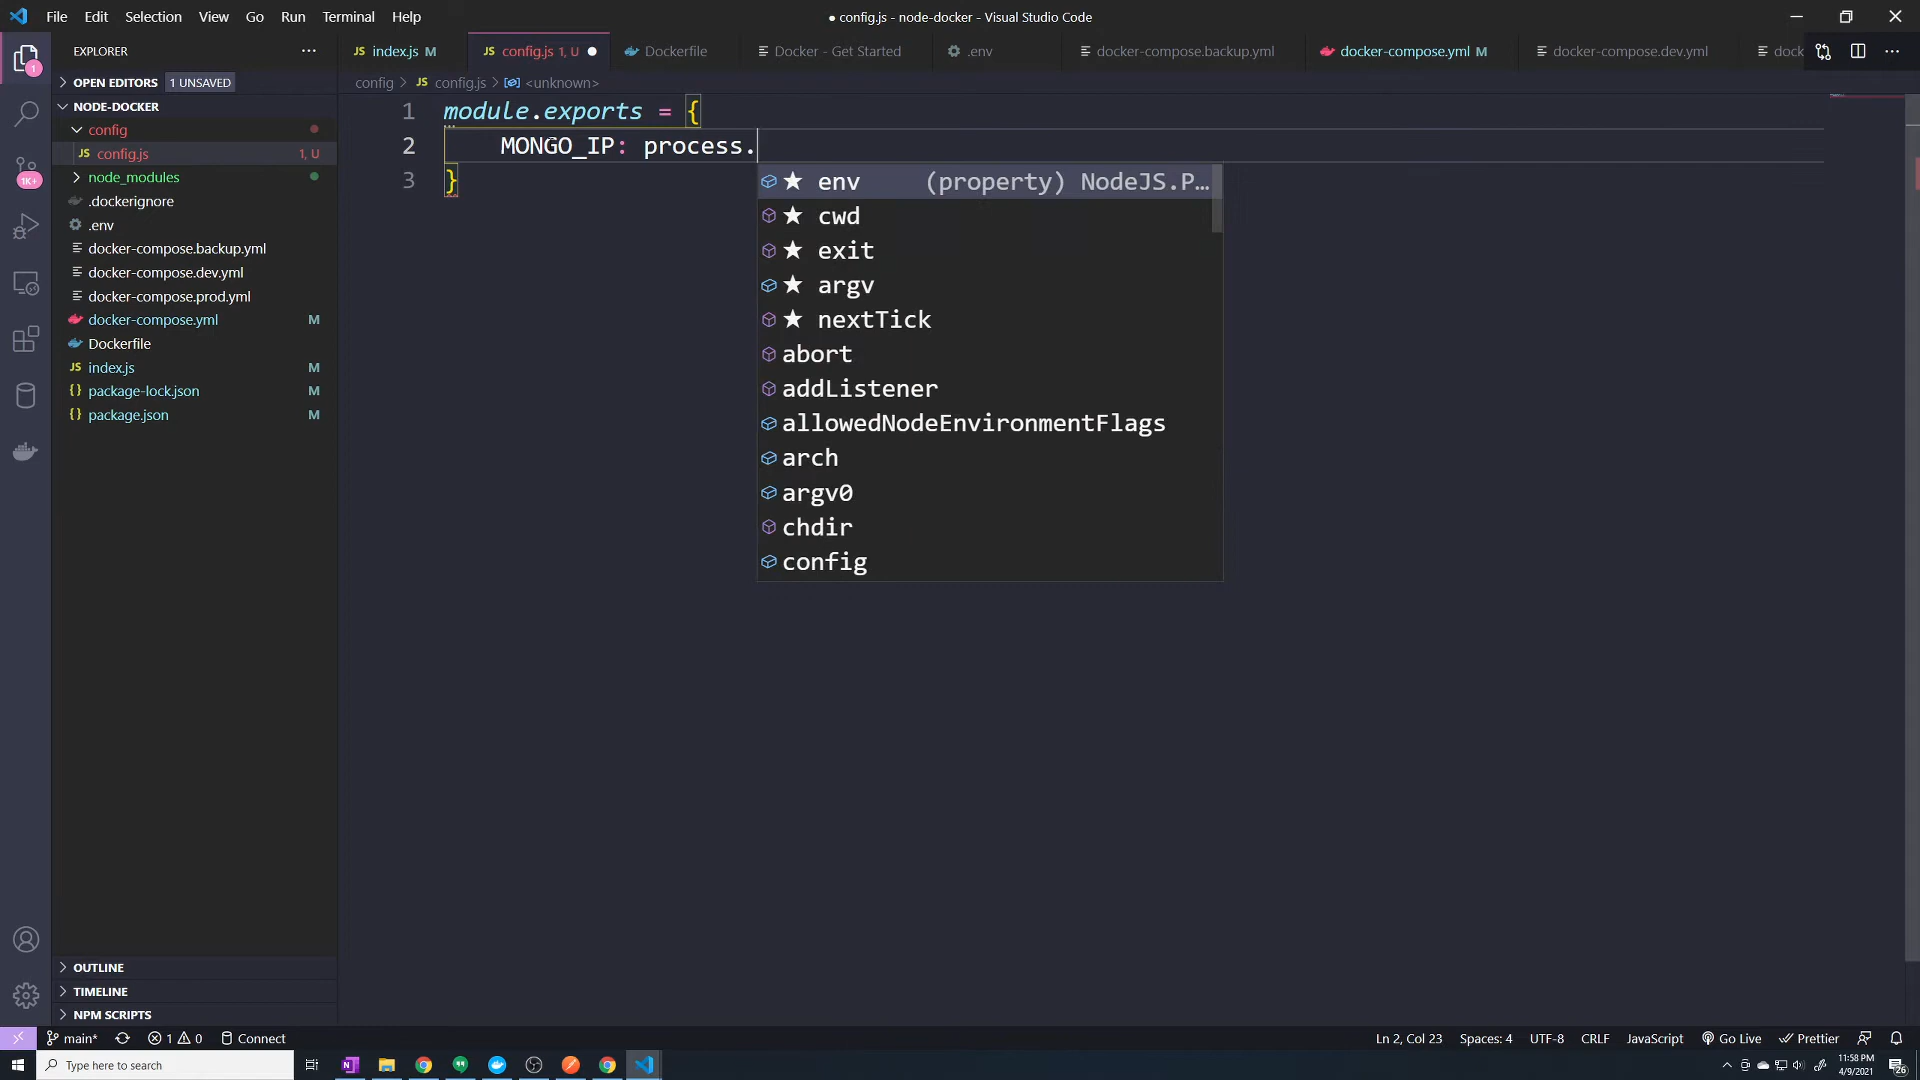 File Edit Selection View Go Run Terminal Help
● config.js - node-docker - Visual Studio Code
EXPLORER
index.js M
config.js 1, U
Dockerfile
Docker - Get Started
.env
docker-compose.backup.yml
docker-compose.yml M
docker-compose.dev.yml
dock
OPEN EDITORS 1 UNSAVED
config > JS config.js > <unknown>
NODE-DOCKER
config
JS config.js 1, U
node_modules
.dockerignore
.env
docker-compose.backup.yml
docker-compose.dev.yml
docker-compose.prod.yml
docker-compose.yml M
Dockerfile
JS index.js M
{} package-lock.json M
{} package.json M
1 module.exports = {
2 MONGO_IP: process.
3 }
env (property) NodeJS.P…
cwd
exit
argv
nextTick
abort
addListener
allowedNodeEnvironmentFlags
arch
argv0
chdir
config
1
1K+
OUTLINE
TIMELINE
NPM SCRIPTS
main* 1 0 Connect
Ln 2, Col 23 Spaces: 4 UTF-8 CRLF JavaScript Go Live Prettier
Type here to search
11:58 PM
4/9/2021
26